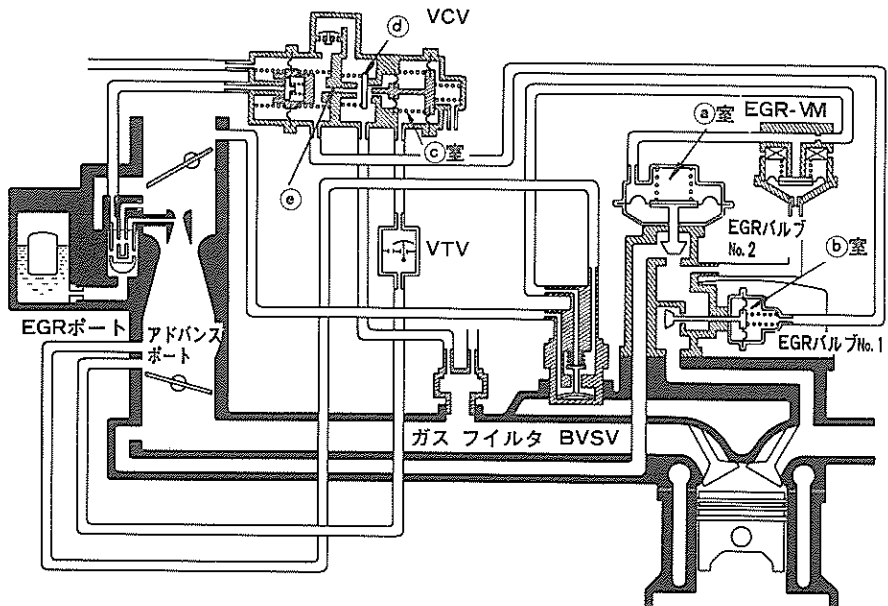 VCV
ⓓ
ⓐ室
EGR-VM
ⓒ室
ⓔ
VTV
EGRバルブ
No.2
ⓑ室
EGRポート
アドバンス
ポート
EGRバルブNo.1
ガス フイルタ
BVSV